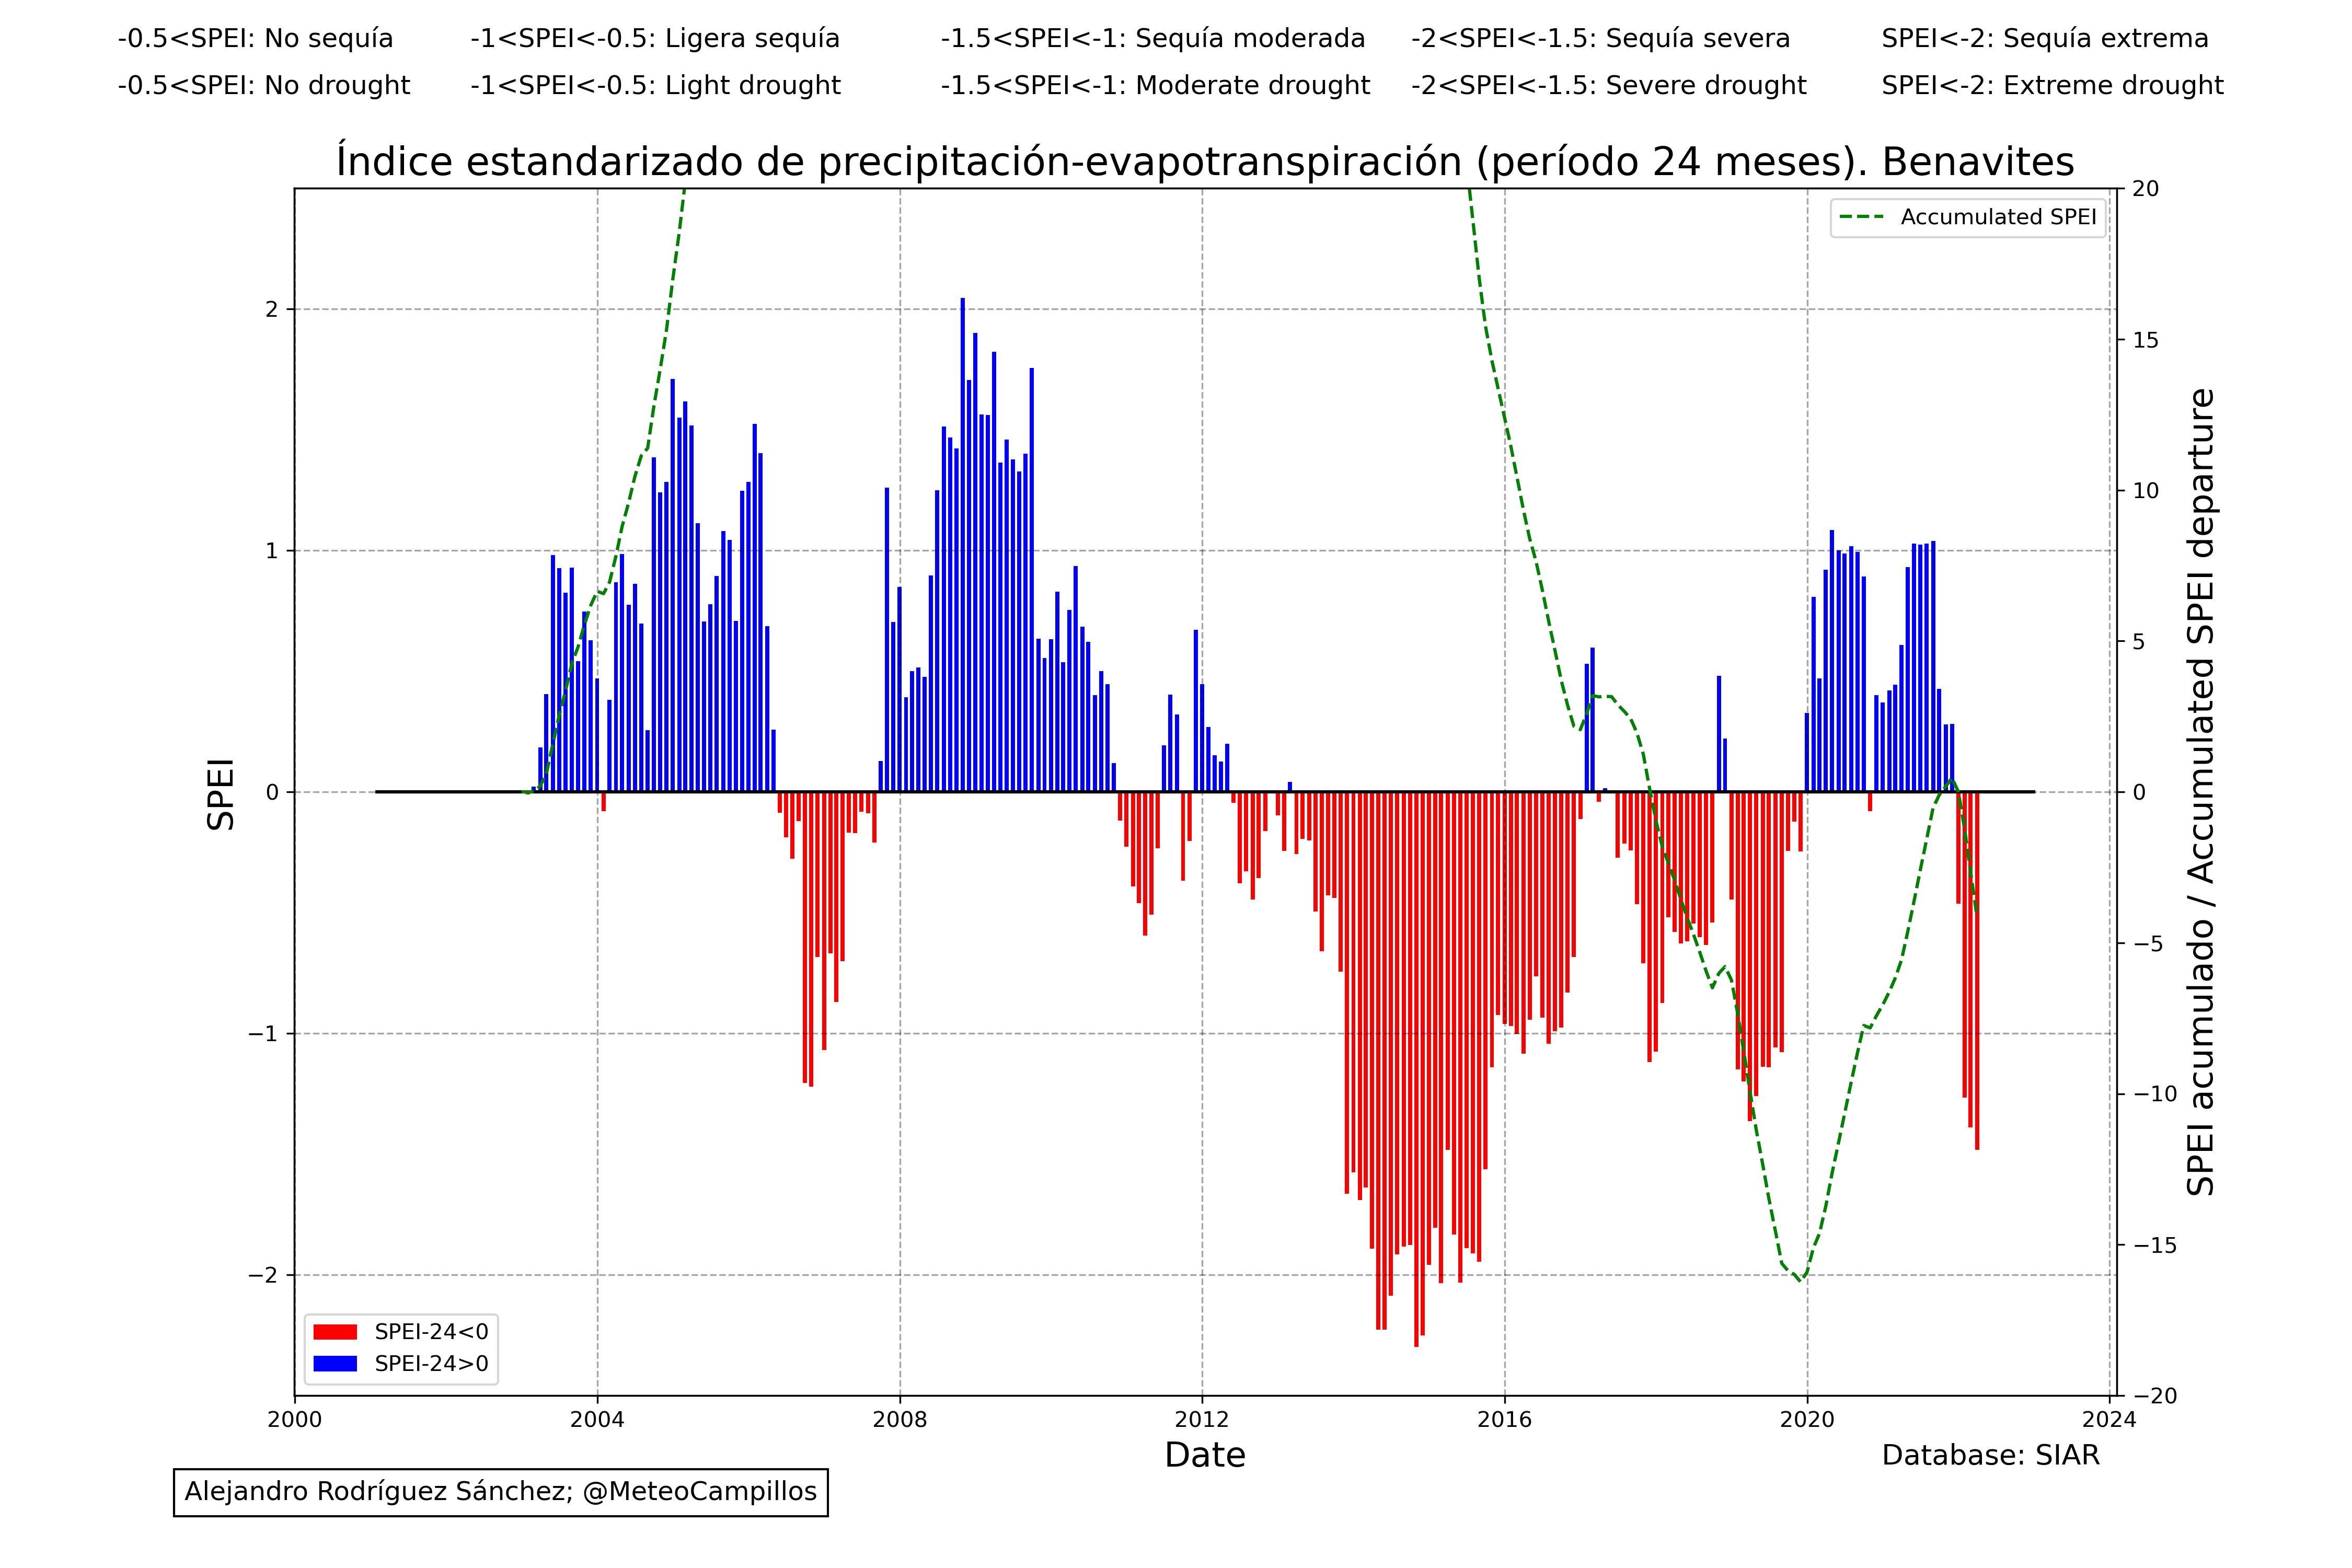 -0.5<SPEI: No sequía -1<SPEI<-0.5: Ligera sequía -1.5<SPEI<-1: Sequía moderada -2<SPEI<-1.5: Sequía severa SPEI<-2: Sequía extrema
-0.5<SPEI: No drought -1<SPEI<-0.5: Light drought -1.5<SPEI<-1: Moderate drought -2<SPEI<-1.5: Severe drought SPEI<-2: Extreme drought
Índice estandarizado de precipitación-evapotranspiración (período 24 meses). Benavites
Accumulated SPEI
SPEI
2
1
0
−1
−2
20
15
10
5
0
−5
−10
−15
−20
SPEI acumulado / Accumulated SPEI departure
SPEI-24<0
SPEI-24>0
2000 2004 2008 2012 2016 2020 2024
Date
Database: SIAR
Alejandro Rodríguez Sánchez; @MeteoCampillos